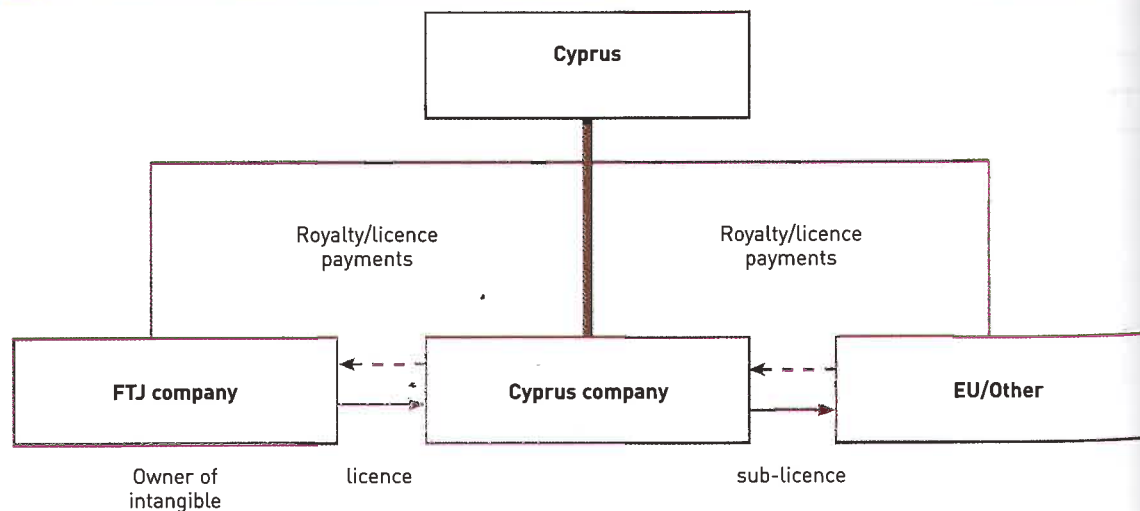 Cyprus
Royalty/licence
payments
Royalty/licence
payments
FTJ company
Cyprus company
EU/Other
Owner of
intangible
licence
sub-licence